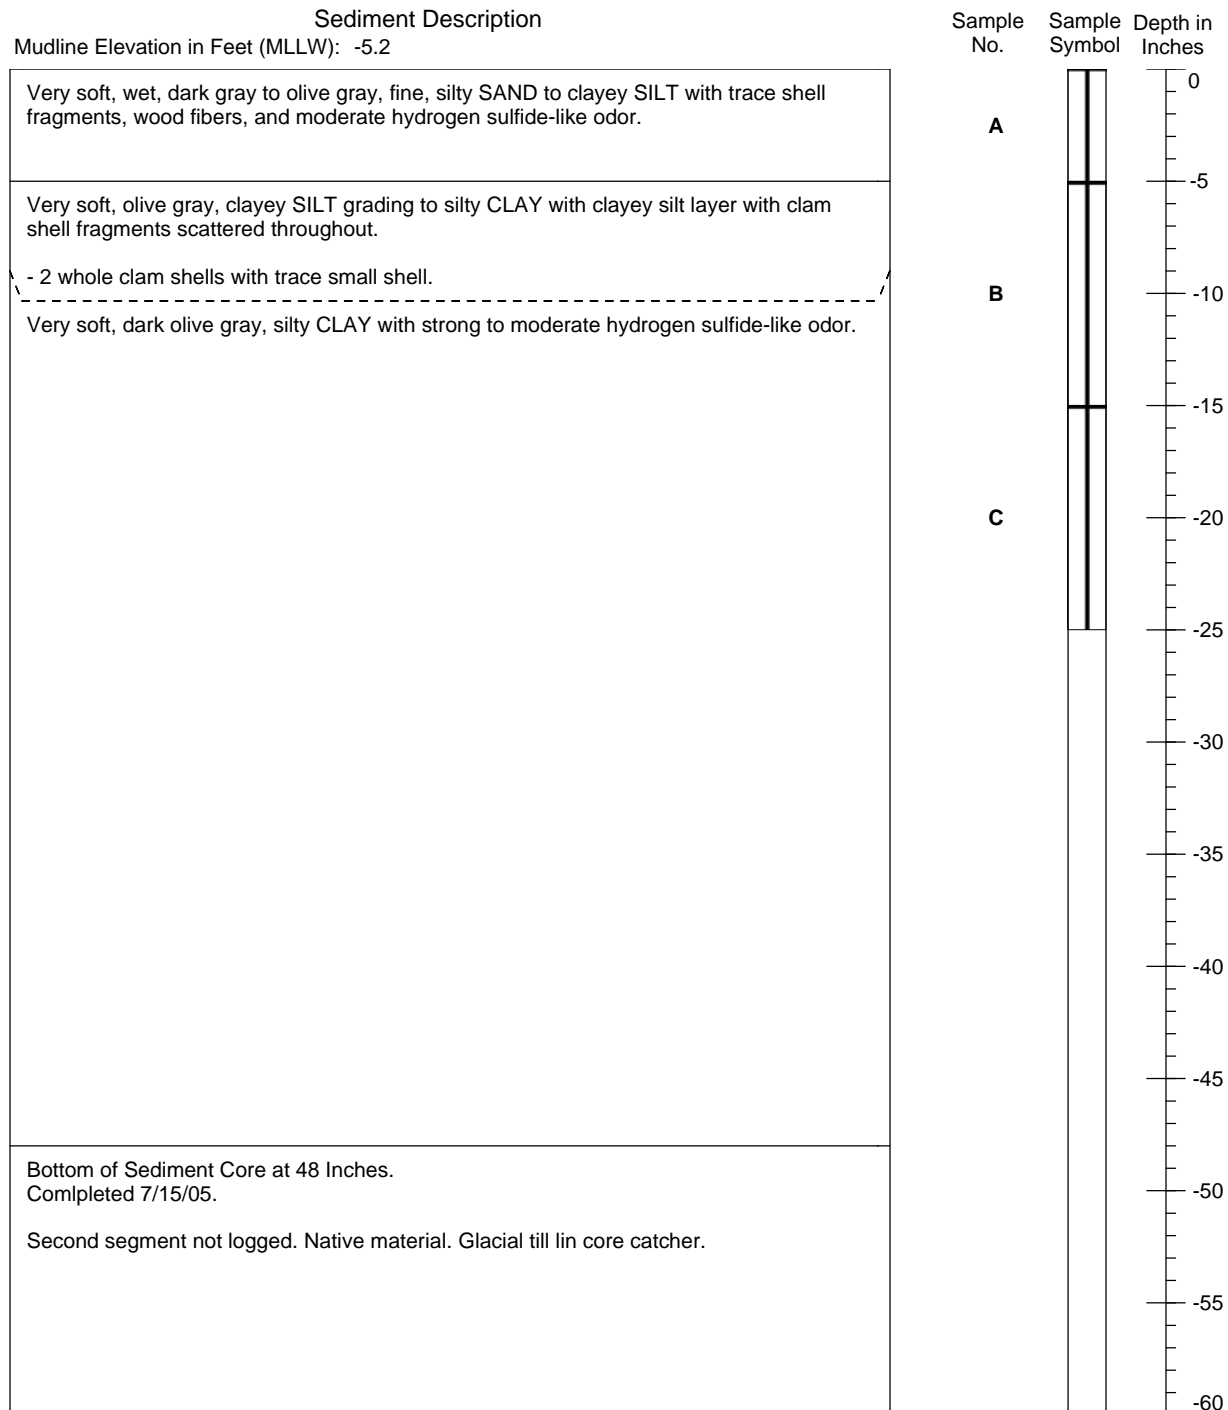 Sediment Description
Mudline Elevation in Feet (MLLW): -5.2
Sample No.
Sample Symbol
Depth in Inches
Very soft, wet, dark gray to olive gray, fine, silty SAND to clayey SILT with trace shell
fragments, wood fibers, and moderate hydrogen sulfide-like odor.
Very soft, olive gray, clayey SILT grading to silty CLAY with clayey silt layer with clam
shell fragments scattered throughout.
- 2 whole clam shells with trace small shell.
Very soft, dark olive gray, silty CLAY with strong to moderate hydrogen sulfide-like odor.
Bottom of Sediment Core at 48 Inches.
Comlpleted 7/15/05.
Second segment not logged. Native material. Glacial till Iin core catcher.
A
B
C
0
-5
-10
-15
-20
-25
-30
-35
-40
-45
-50
-55
-60